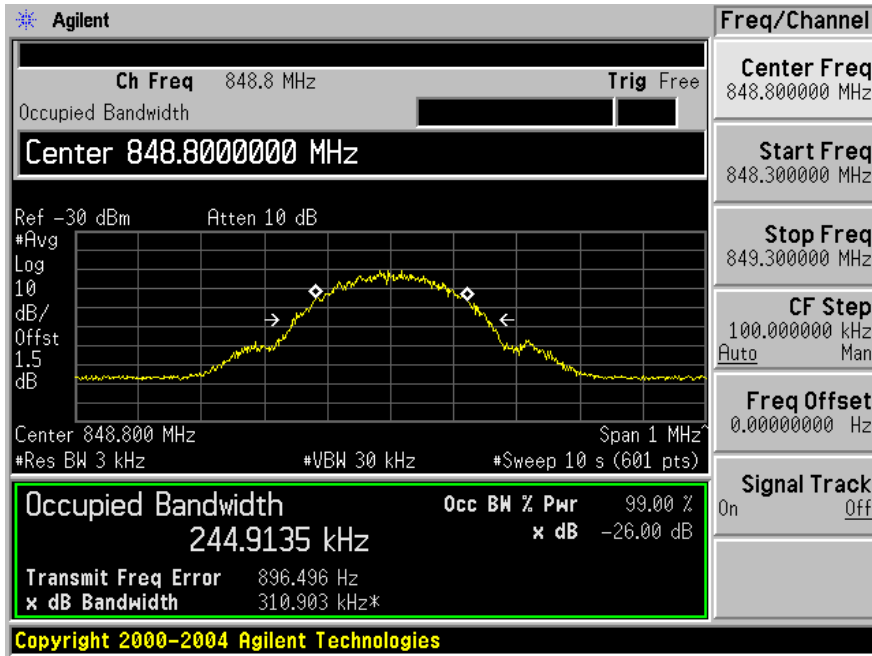 Agilent
Freq/Channel
Ch Freq 848.8 MHz Trig Free
Occupied Bandwidth
Center 848.8000000 MHz
Ref -30 dBm Atten 10 dB
#Avg
Log
10
dB/
Offst
1.5
dB
Center 848.800 MHz Span 1 MHz^
#Res BW 3 kHz #VBW 30 kHz #Sweep 10 s (601 pts)
Occupied Bandwidth Occ BW % Pwr 99.00 %
244.9135 kHz x dB -26.00 dB
Transmit Freq Error 896.496 Hz
x dB Bandwidth 310.903 kHz*
Copyright 2000-2004 Agilent Technologies
Center Freq
848.800000 MHz
Start Freq
848.300000 MHz
Stop Freq
849.300000 MHz
CF Step
100.000000 kHz
Auto Man
Freq Offset
0.00000000 Hz
Signal Track
On Off